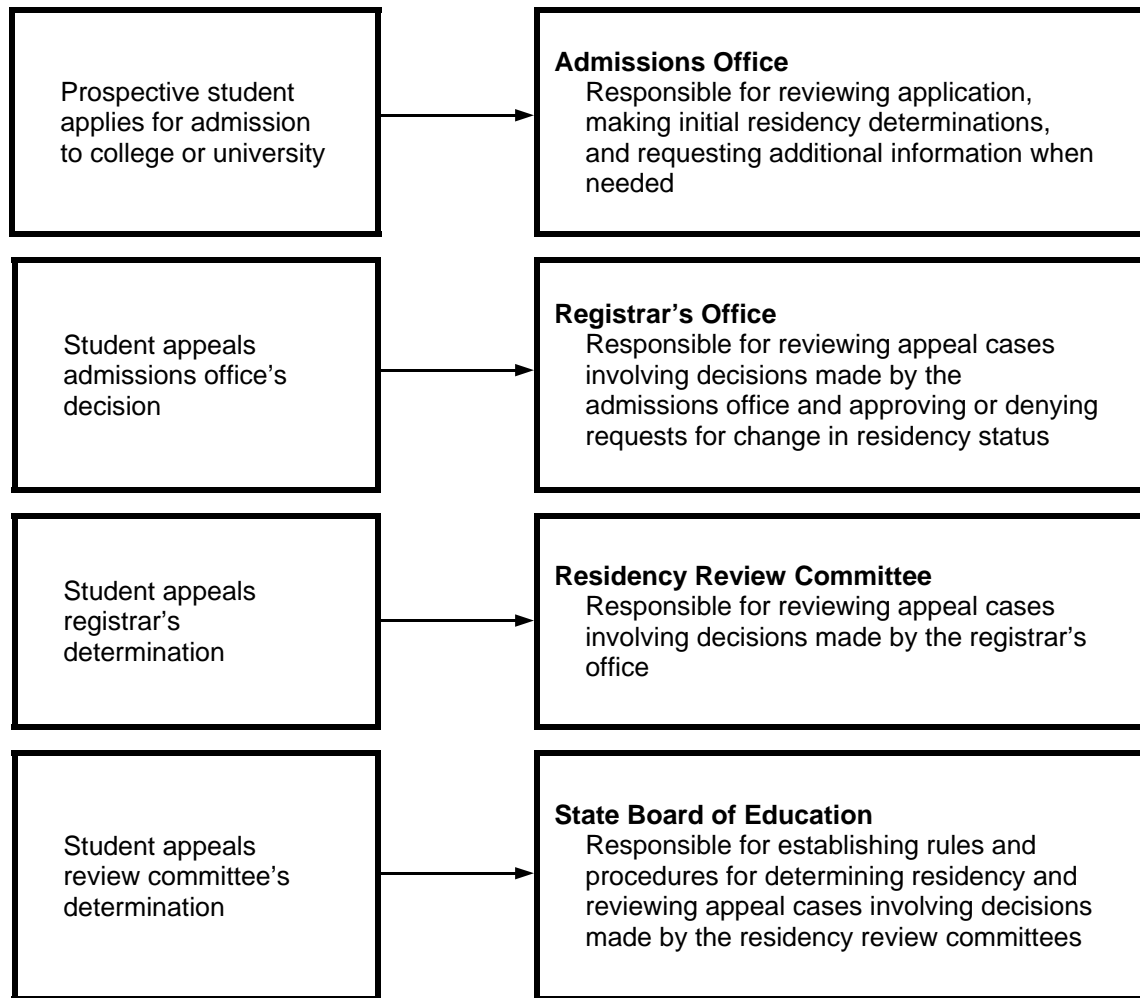 Prospective student
applies for admission
to college or university
Admissions Office
Responsible for reviewing application,
making initial residency determinations,
and requesting additional information when
needed
Student appeals
admissions office’s
decision
Registrar’s Office
Responsible for reviewing appeal cases
involving decisions made by the
admissions office and approving or denying
requests for change in residency status
Student appeals
registrar’s
determination
Residency Review Committee
Responsible for reviewing appeal cases
involving decisions made by the registrar’s
office
Student appeals
review committee’s
determination
State Board of Education
Responsible for establishing rules and
procedures for determining residency and
reviewing appeal cases involving decisions
made by the residency review committees